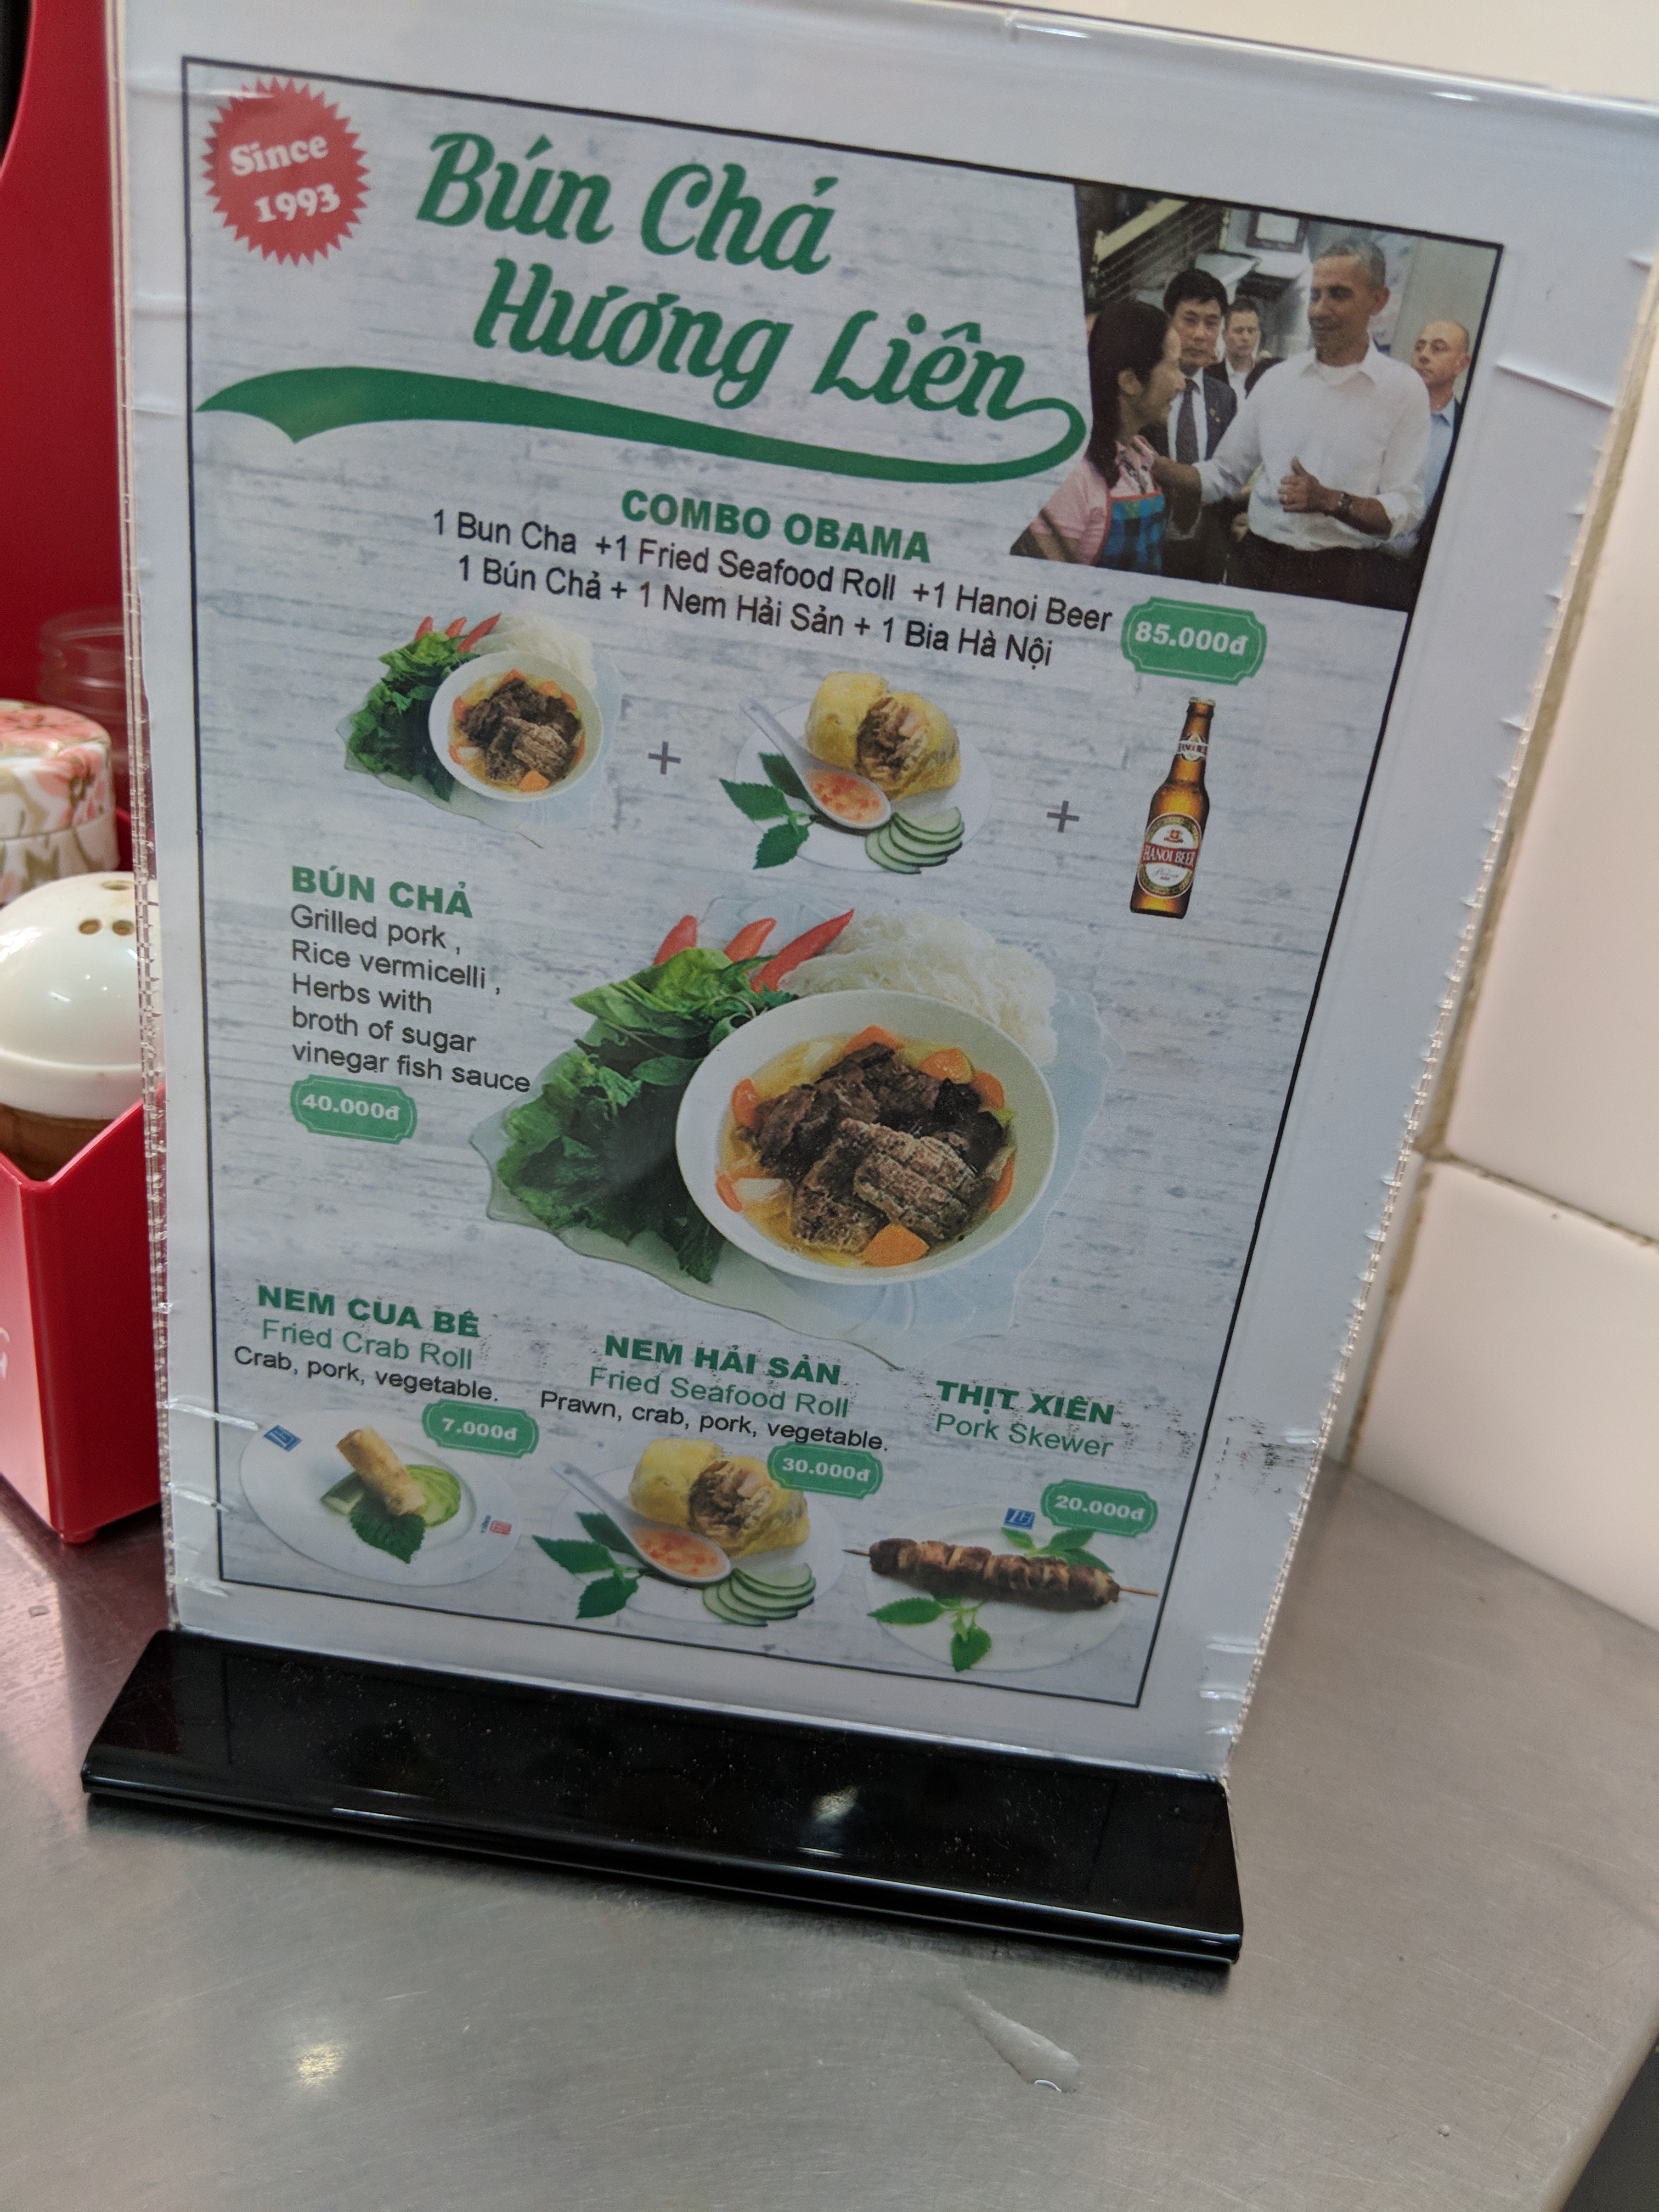 Since
1993
Bún Chả
Hương Liên
COMBO OBAMA
1 Bun Cha +1 Fried Seafood Roll +1 Hanoi Beer
1 Bún Chả + 1 Nem Hải Sản + 1 Bia Hà Nội
85.000đ
HANOI BEER
BÚN CHẢ
Grilled pork ,
Rice vermicelli ,
Herbs with
broth of sugar
vinegar fish sauce
40.000đ
NEM CUA BÊ
Fried Crab Roll
Crab, pork, vegetable.
7.000đ
NEM HẢI SẢN
Fried Seafood Roll
Prawn, crab, pork, vegetable.
30.000đ
THỊT XIÊN
Pork Skewer
20.000đ